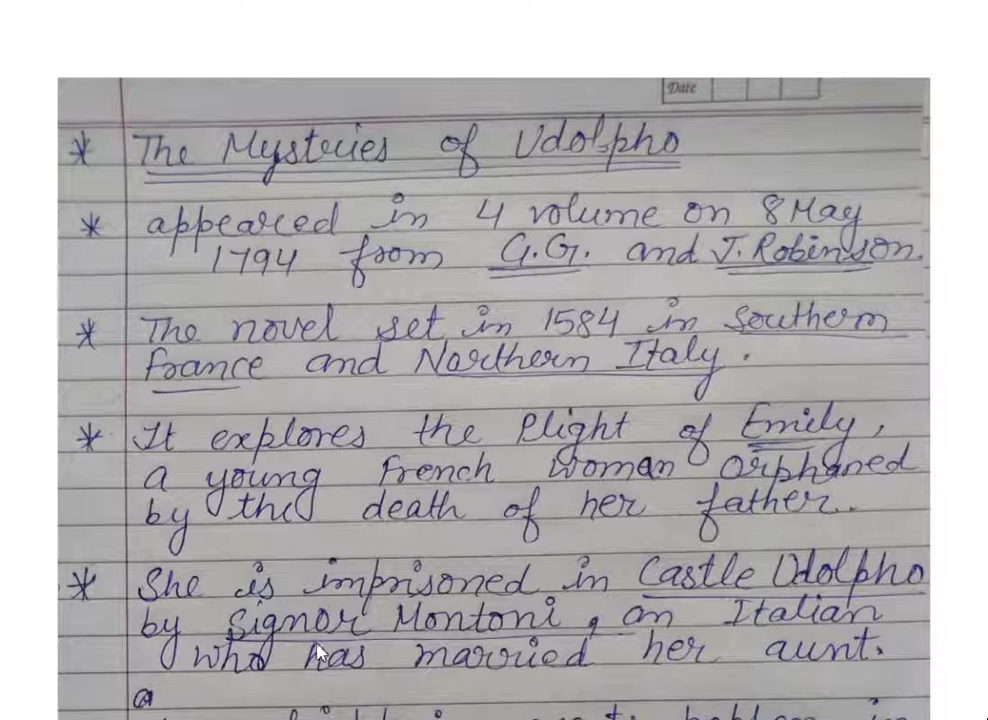 Date
* The Mysteries of Udolpho
* appeared in 4 volume on 8 May
1794 from G.G. and J. Robinson.
* The novel set in 1584 in Southern
France and Northern Italy.
* It explores the Plight of Emily,
a young French woman Orphaned
by the death of her father.
* She is imprisoned in Castle Udolpho
by Signor Montoni, an Italian
who has married her aunt.